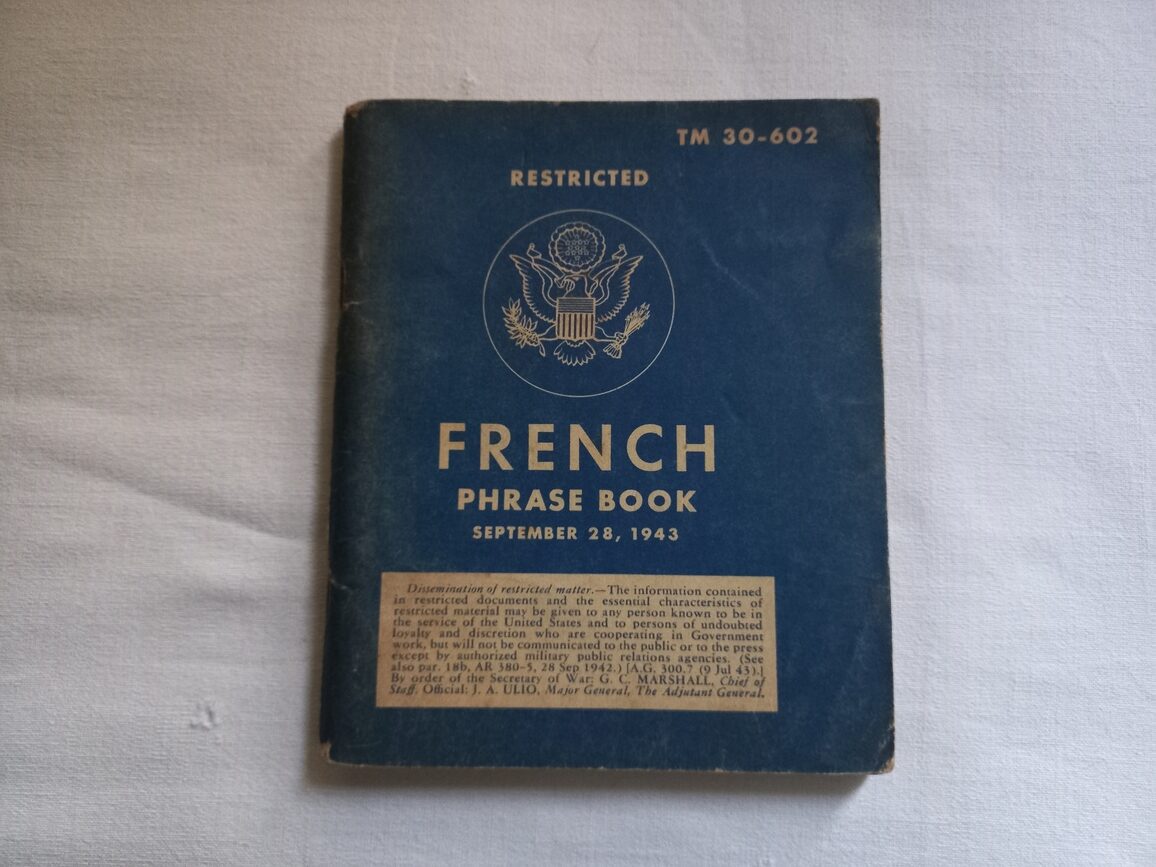 TM 30-602
RESTRICTED
FRENCH
PHRASE BOOK
SEPTEMBER 28, 1943
Dissemination of restricted matter.—The information contained
in restricted documents and the essential characteristics of
restricted material may be given to any person known to be in
the service of the United States and to persons of undoubted
loyalty and discretion who are cooperating in Government
work, but will not be communicated to the public or to the press
except by authorized military public relations agencies. (See
also par. 18b, AR 380-5, 28 Sep 1942.) [A.G. 300.7 (9 Jul 43).]
By order of the Secretary of War: G. C. MARSHALL, Chief of
Staff. Official: J. A. ULIO, Major General, The Adjutant General.